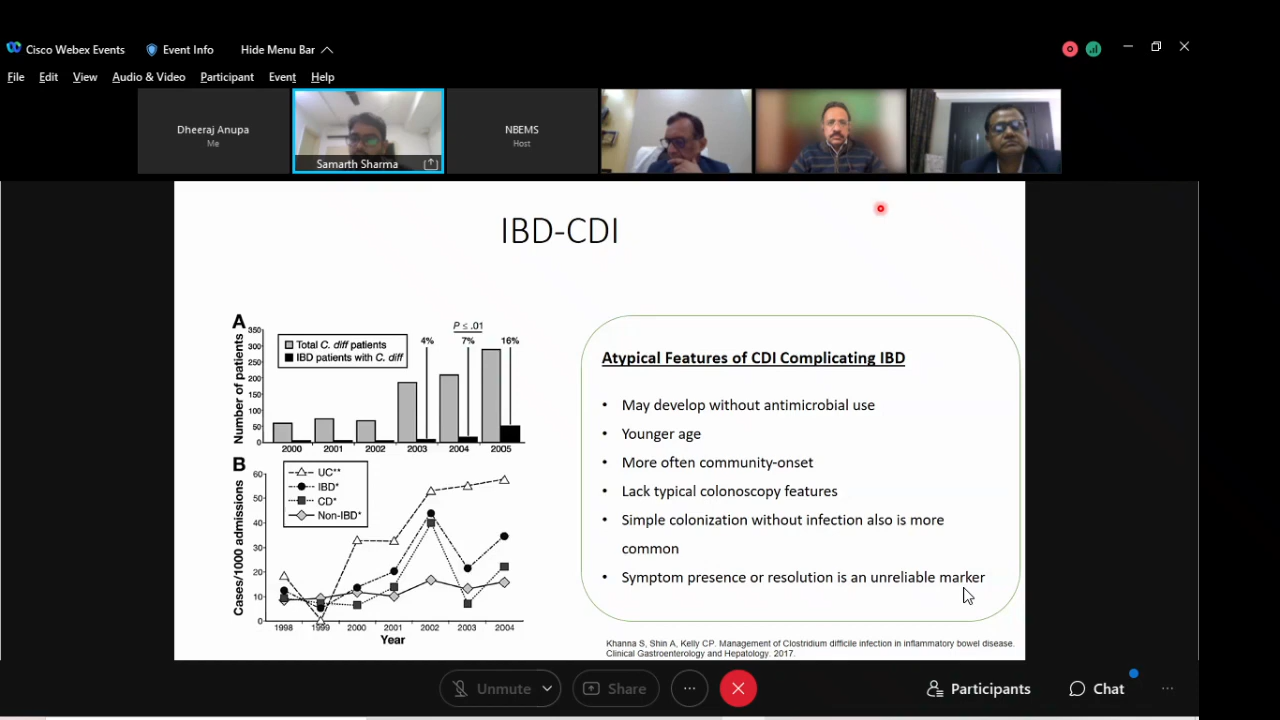 Cisco Webex Events
Event Info
Hide Menu Bar
File Edit View Audio & Video Participant Event Help
Dheeraj Anupa
Me
Samarth Sharma
NBEMS
Host
IBD-CDI
A
Number of patients
350
300
250
200
150
100
50
0
Total C. diff patients
IBD patients with C. diff
P ≤ .01
4% 7% 16%
2000 2001 2002 2003 2004 2005
B
Cases/1000 admissions
60
50
40
30
20
10
0
UC**
IBD*
CD*
Non-IBD*
1998 1999 2000 2001 2002 2003 2004
Year
Atypical Features of CDI Complicating IBD
• May develop without antimicrobial use
• Younger age
• More often community-onset
• Lack typical colonoscopy features
• Simple colonization without infection also is more
common
• Symptom presence or resolution is an unreliable marker
Khanna S, Shin A, Kelly CP. Management of Clostridium difficile infection in inflammatory bowel disease.
Clinical Gastroenterology and Hepatology. 2017.
Unmute
Share
Participants
Chat